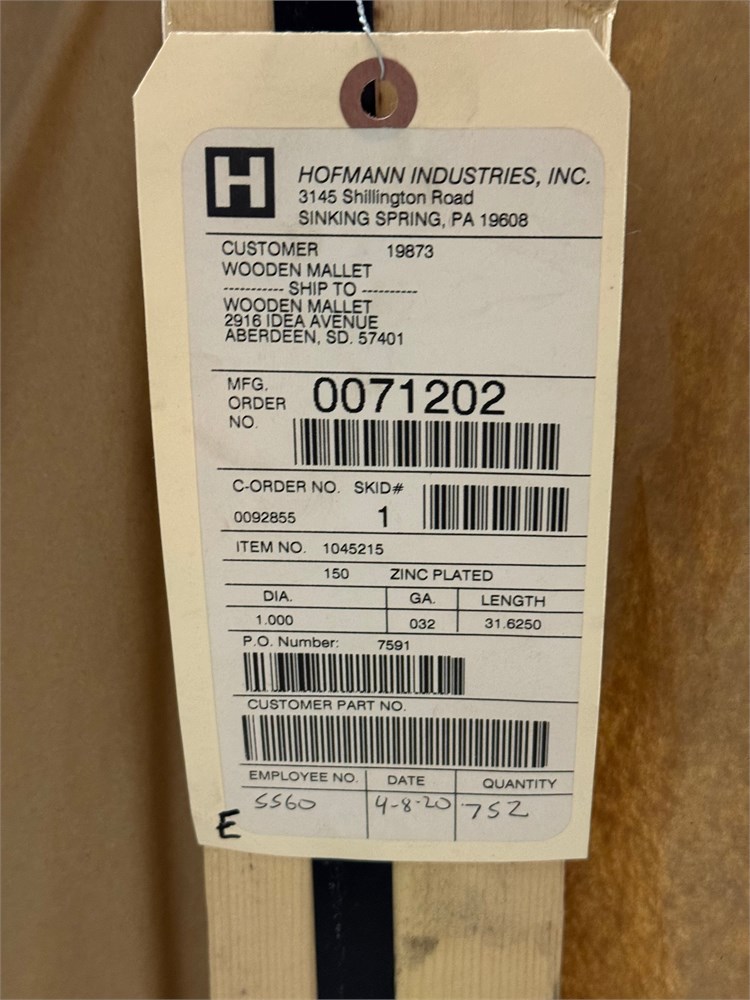 H
HOFMANN INDUSTRIES, INC.
3145 Shillington Road
SINKING SPRING, PA 19608
CUSTOMER 19873
WOODEN MALLET
----------- SHIP TO ----------
WOODEN MALLET
2916 IDEA AVENUE
ABERDEEN, SD. 57401
MFG. ORDER NO. 0071202
C-ORDER NO. SKID#
0092855 1
ITEM NO. 1045215
150 ZINC PLATED
DIA. GA. LENGTH
1.000 032 31.6250
P.O. Number: 7591
CUSTOMER PART NO.
EMPLOYEE NO. DATE QUANTITY
5560 4-8-20 752
E